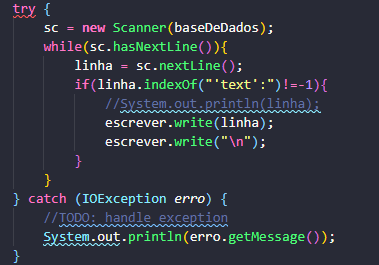 try {
    sc = new Scanner(baseDeDados);
    while(sc.hasNextLine()){
        linha = sc.nextLine();
        if(linha.indexOf("'text':")!=-1){
            //System.out.println(linha);
            escrever.write(linha);
            escrever.write("\n");
        }
    }
} catch (IOException erro) {
    //TODO: handle exception
    System.out.println(erro.getMessage());
}